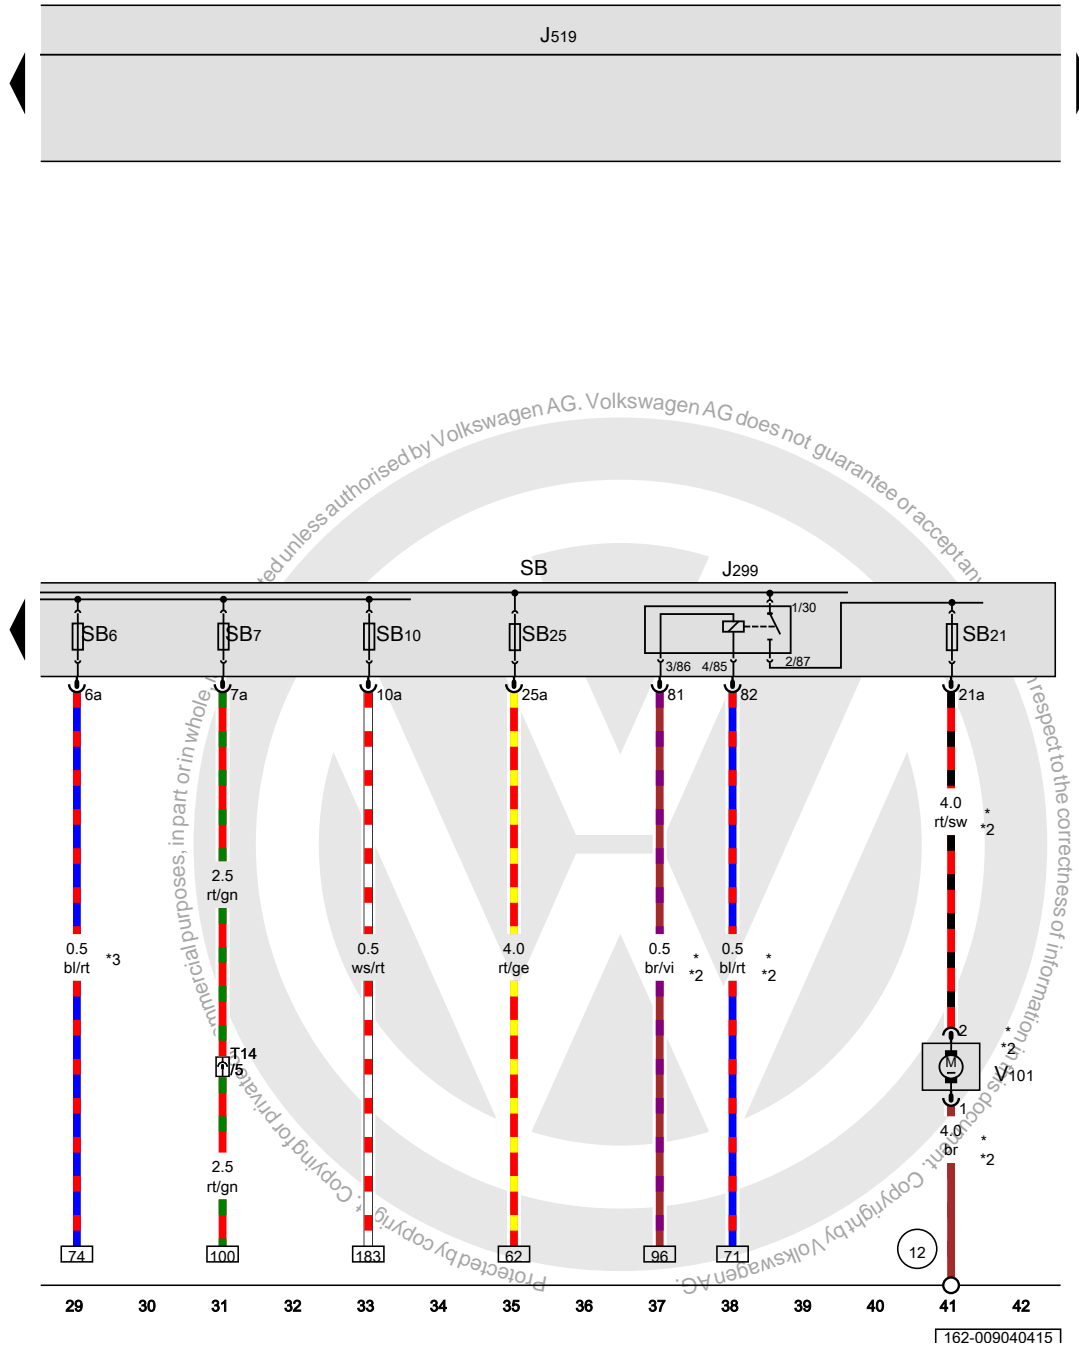 J519
ted unless authorised by Volkswagen AG. Volkswagen AG does not guarantee or accept any
SB
J299
SB6
SB7
SB10
SB25
1/30
3/86
4/85
2/87
SB21
6a
7a
10a
25a
81
82
21a
mmercial purposes, in part or in whole,
respect to the correctness of information in this document. Copyright by Volkswagen AG.
4.0
rt/sw
*
*2
2.5
rt/gn
0.5
bl/rt
*3
0.5
ws/rt
4.0
rt/ge
0.5
br/vi
*
*2
0.5
bl/rt
*
*2
T14
/5
2
*
*2
M
V101
1
4.0
br
*
*2
2.5
rt/gn
Protected by copyright. Copying for private
74
100
183
62
96
71
12
29 30 31 32 33 34 35 36 37 38 39 40 41 42
162-009040415